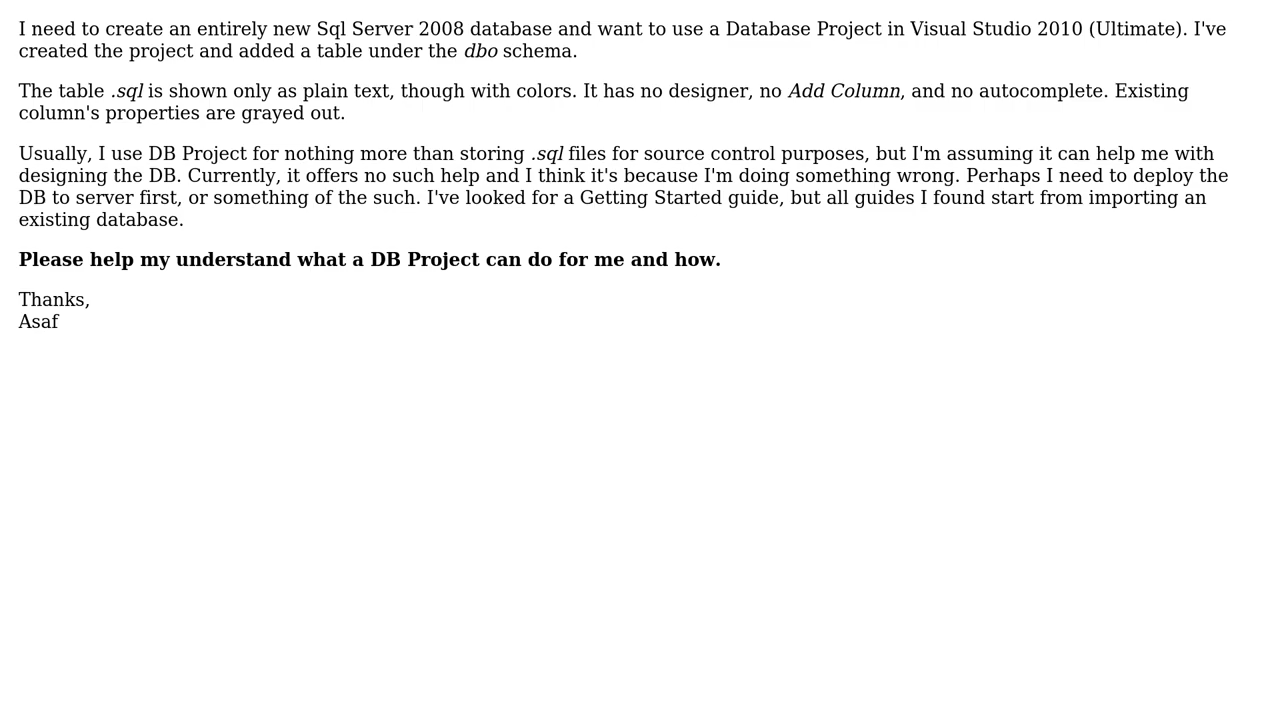 I need to create an entirely new Sql Server 2008 database and want to use a Database Project in Visual Studio 2010 (Ultimate). I've
created the project and added a table under the dbo schema.
The table .sql is shown only as plain text, though with colors. It has no designer, no Add Column, and no autocomplete. Existing
column's properties are grayed out.
Usually, I use DB Project for nothing more than storing .sql files for source control purposes, but I'm assuming it can help me with
designing the DB. Currently, it offers no such help and I think it's because I'm doing something wrong. Perhaps I need to deploy the
DB to server first, or something of the such. I've looked for a Getting Started guide, but all guides I found start from importing an
existing database.
Please help my understand what a DB Project can do for me and how.
Thanks,
Asaf